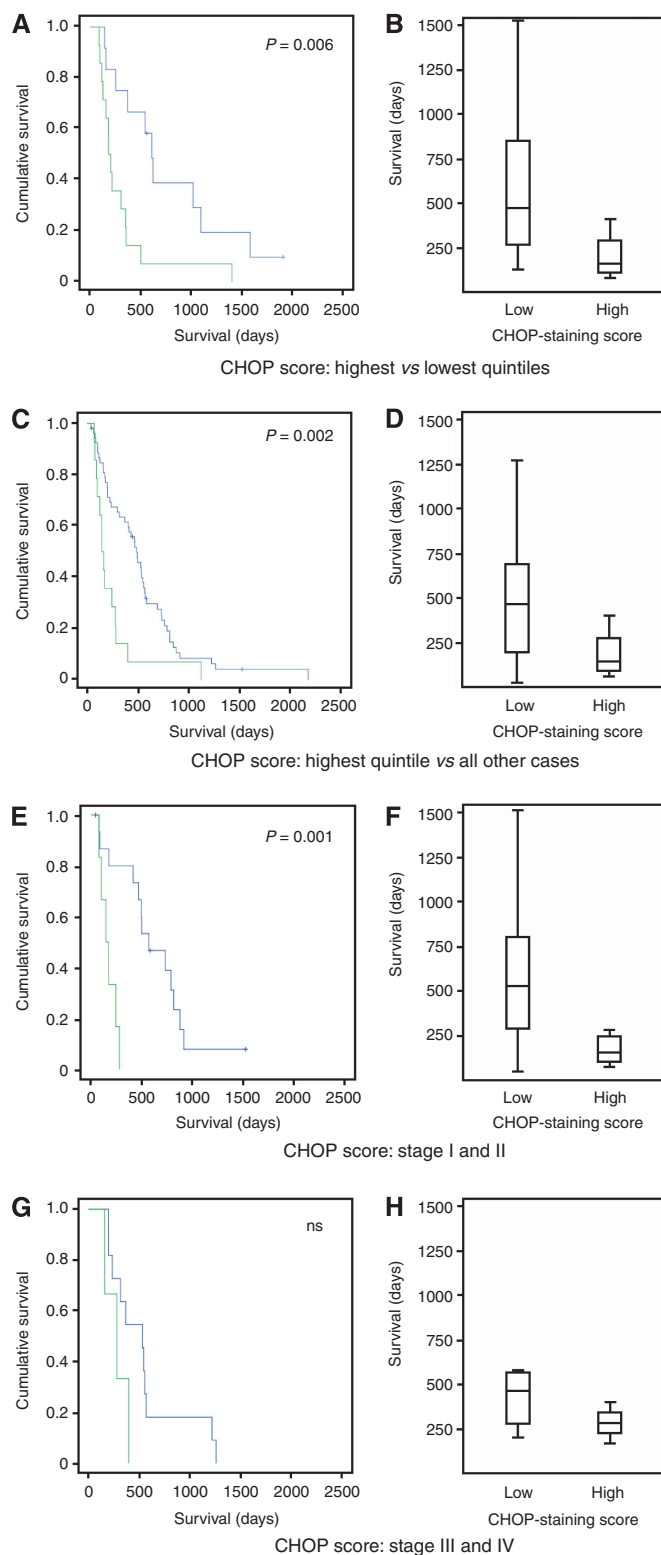 A
P = 0.006
1.0
0.8
0.6
0.4
0.2
0
Cumulative survival
0 500 1000 1500 2000 2500
Survival (days)
B
1500
1250
1000
750
500
250
Survival (days)
Low High
CHOP-staining score
CHOP score: highest vs lowest quintiles
C
P = 0.002
1.0
0.8
0.6
0.4
0.2
0
Cumulative survival
0 500 1000 1500 2000 2500
Survival (days)
D
1500
1250
1000
750
500
250
Survival (days)
Low High
CHOP-staining score
CHOP score: highest quintile vs all other cases
E
P = 0.001
1.0
0.8
0.6
0.4
0.2
0
Cumulative survival
0 500 1000 1500 2000 2500
Survival (days)
F
1500
1250
1000
750
500
250
Survival (days)
Low High
CHOP-staining score
CHOP score: stage I and II
G
ns
1.0
0.8
0.6
0.4
0.2
0
Cumulative survival
0 500 1000 1500 2000 2500
Survival (days)
H
1500
1250
1000
750
500
250
Survival (days)
Low High
CHOP-staining score
CHOP score: stage III and IV